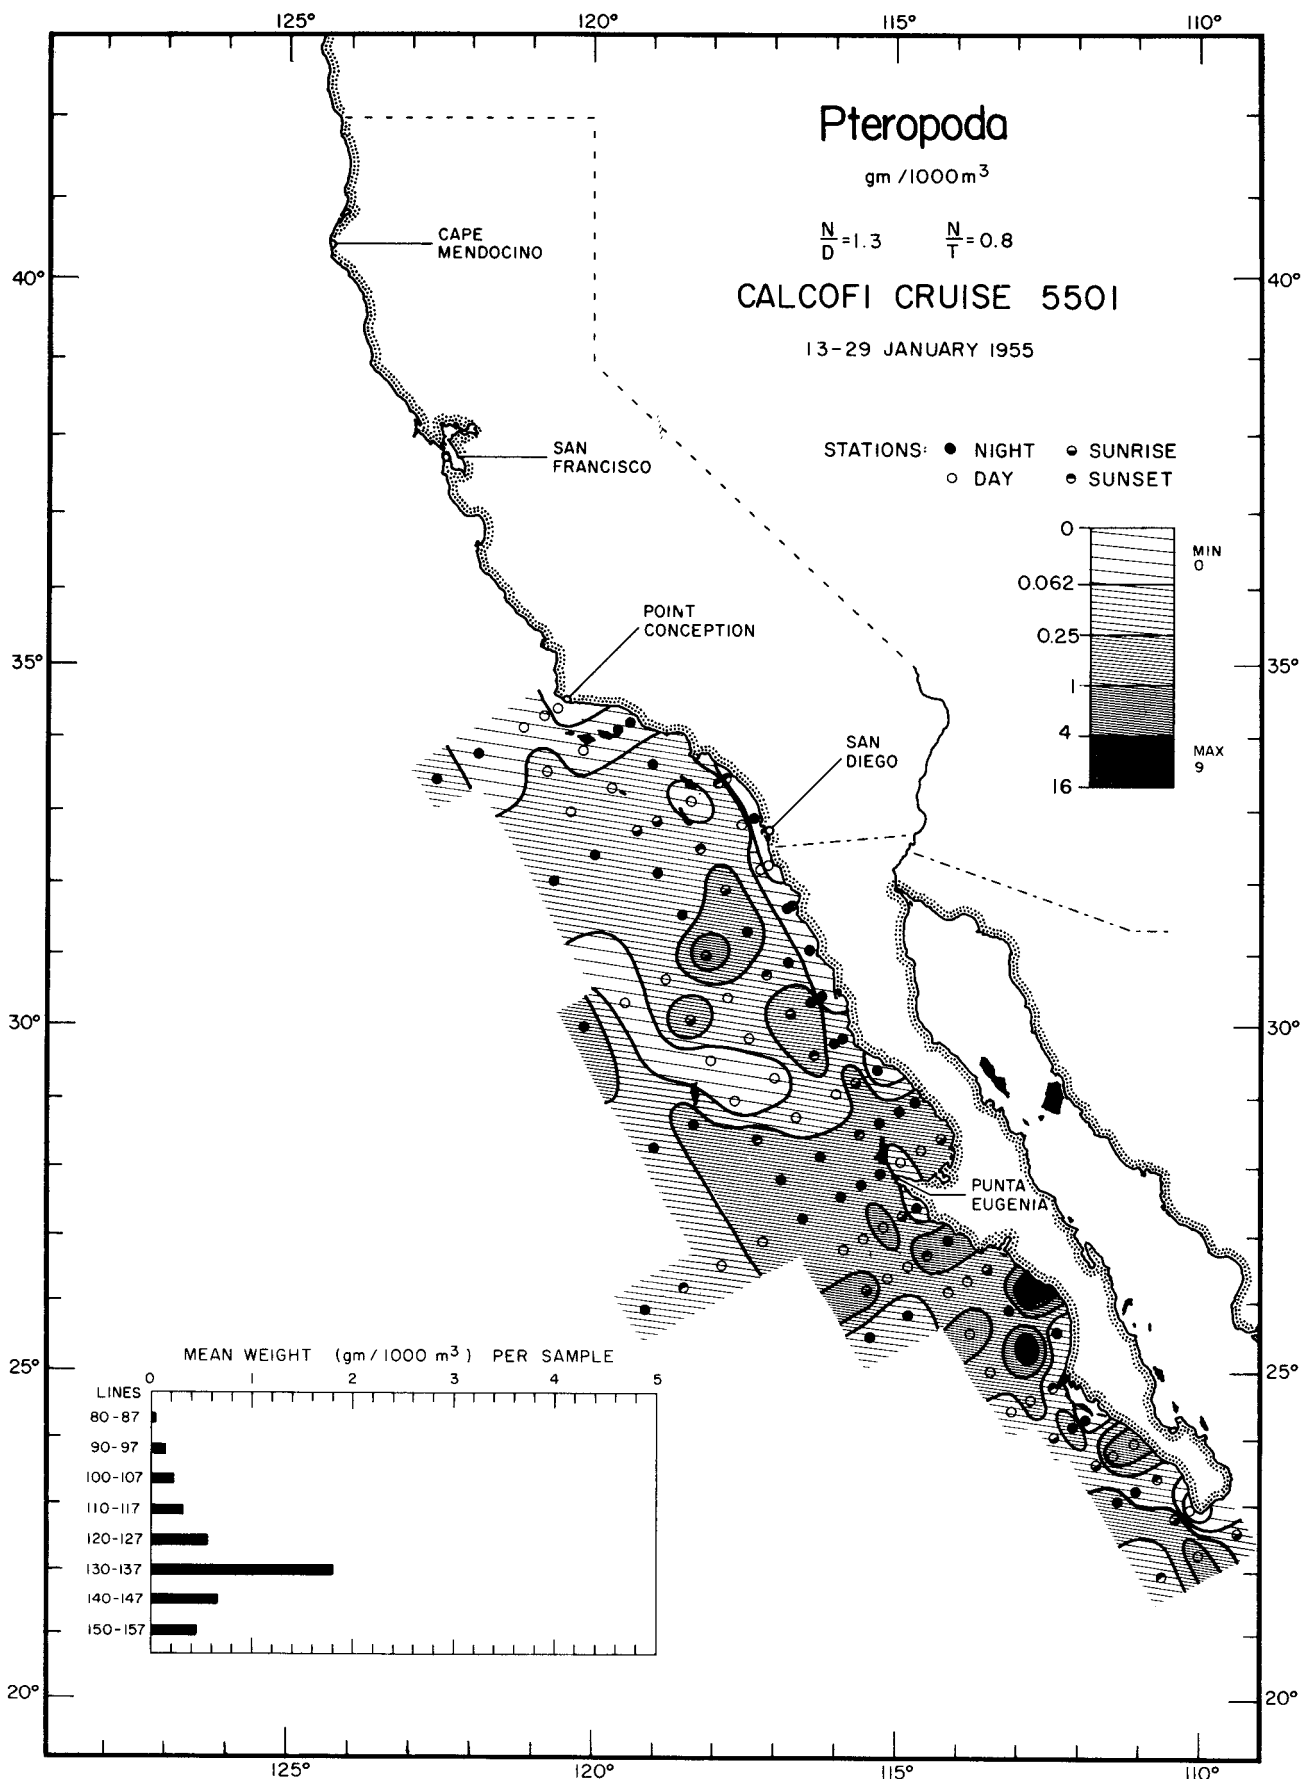 125° 120° 115° 110°
Pteropoda
gm/1000m³
N/D=1.3 N/T=0.8
CALCOFI CRUISE 5501
13-29 JANUARY 1955
CAPE
MENDOCINO
40° 40°
STATIONS: NIGHT SUNRISE
DAY SUNSET
SAN
FRANCISCO
0
MIN
0
0.062
0.25
1
4
MAX
9
16
POINT
CONCEPTION
35° 35°
SAN
DIEGO
30° 30°
PUNTA
EUGENIA
25° 25°
MEAN WEIGHT (gm/1000 m³) PER SAMPLE
LINES 0 1 2 3 4 5
80-87
90-97
100-107
110-117
120-127
130-137
140-147
150-157
20° 20°
125° 120° 115° 110°